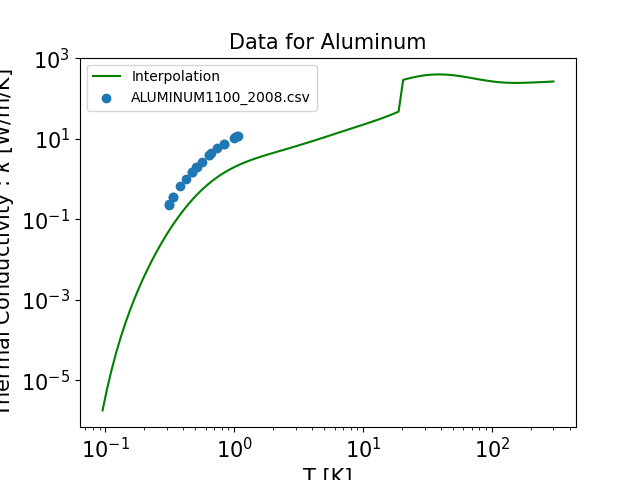 Data for Aluminum
Thermal Conductivity : k [W/m/K]
10³
10¹
10⁻¹
10⁻³
10⁻⁵
Interpolation
ALUMINUM1100_2008.csv
10⁻¹ 10⁰ 10¹ 10²
T [K]